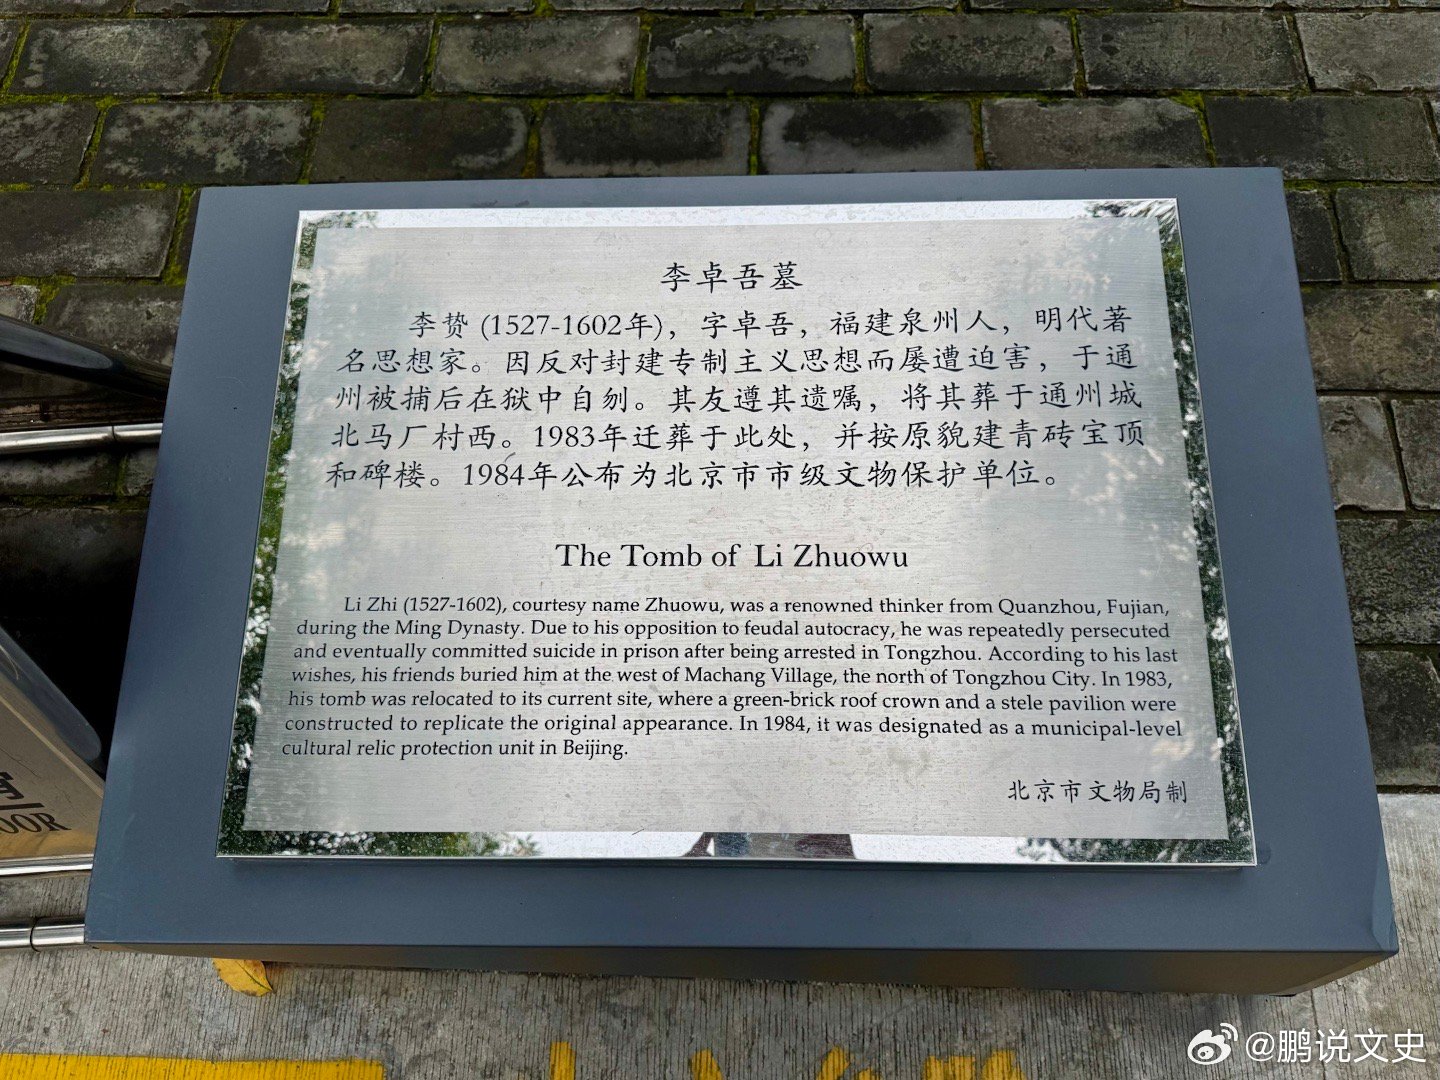 李卓吾墓
李贽 (1527-1602年)，字卓吾，福建泉州人，明代著
名思想家。因反对封建专制主义思想而屡遭迫害，于通
州被捕后在狱中自刎。其友遵其遗嘱，将其葬于通州城
北马厂村西。1983年迁葬于此处，并按原貌建青砖宝顶
和碑楼。1984年公布为北京市市级文物保护单位。
The Tomb of Li Zhuowu
Li Zhi (1527-1602), courtesy name Zhuowu, was a renowned thinker from Quanzhou, Fujian,
during the Ming Dynasty. Due to his opposition to feudal autocracy, he was repeatedly persecuted
and eventually committed suicide in prison after being arrested in Tongzhou. According to his last
wishes, his friends buried him at the west of Machang Village, the north of Tongzhou City. In 1983,
his tomb was relocated to its current site, where a green-brick roof crown and a stele pavilion were
constructed to replicate the original appearance. In 1984, it was designated as a municipal-level
cultural relic protection unit in Beijing.
北京市文物局制
@鹏说文史